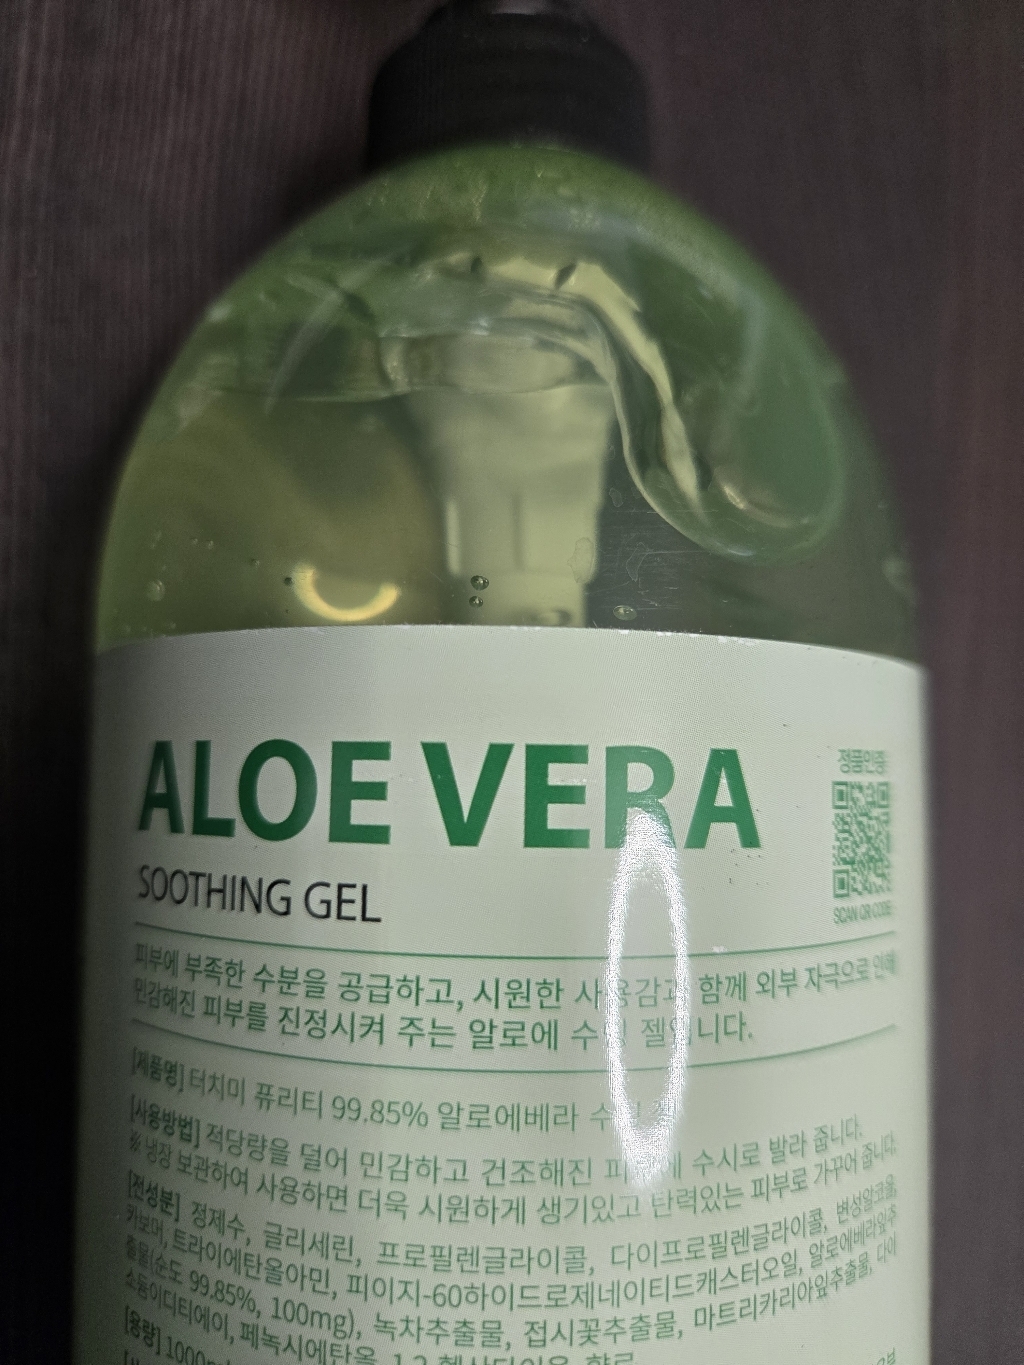 ALOE VERA
정품인증
SOOTHING GEL
SCAN QR CODE
피부에 부족한 수분을 공급하고, 시원한 사용감과 함께 외부 자극으로 인해
민감해진 피부를 진정시켜 주는 알로에 수딩 젤입니다.
[제품명] 터치미 퓨리티 99.85% 알로에베라
[사용방법] 적당량을 덜어 민감하고 건조해진 피부에 수시로 발라 줍니다.
※ 냉장 보관하여 사용하면 더욱 시원하게 생기있고 탄력있는 피부로 가꾸어 줍니다.
[전성분] 정제수, 글리세린, 프로필렌글라이콜, 다이프로필렌글라이콜, 변성알코올,
카보머, 트라이에탄올아민, 피이지-60하이드로제네이티드캐스터오일, 알로에베라잎추
출물(순도 99.85%, 100mg), 녹차추출물, 접시꽃추출물, 마트리카리아잎추출물, 다이
소듐이디티에이, 페녹시에탄올, 1,2-헥산다이올, 향료
[용량]